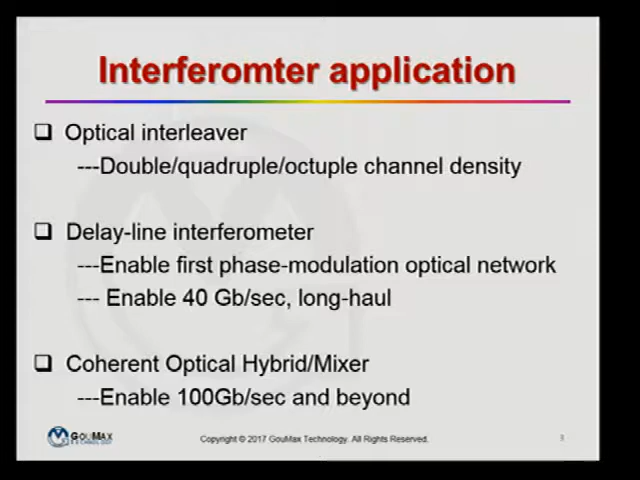 Interferomter application
Optical interleaver
---Double/quadruple/octuple channel density
Delay-line interferometer
---Enable first phase-modulation optical network
--- Enable 40 Gb/sec, long-haul
Coherent Optical Hybrid/Mixer
---Enable 100Gb/sec and beyond
GOUMAX
TECHNOLOGY
Copyright © 2017 GouMax Technology. All Rights Reserved.
3